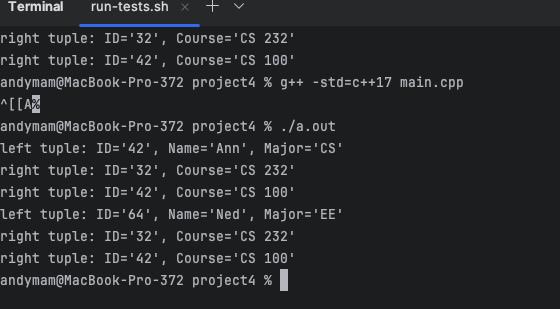 Terminal run-tests.sh × + ∨
right tuple: ID='32', Course='CS 232'
right tuple: ID='42', Course='CS 100'
andymam@MacBook-Pro-372 project4 % g++ -std=c++17 main.cpp
^[[A%
andymam@MacBook-Pro-372 project4 % ./a.out
left tuple: ID='42', Name='Ann', Major='CS'
right tuple: ID='32', Course='CS 232'
right tuple: ID='42', Course='CS 100'
left tuple: ID='64', Name='Ned', Major='EE'
right tuple: ID='32', Course='CS 232'
right tuple: ID='42', Course='CS 100'
andymam@MacBook-Pro-372 project4 %